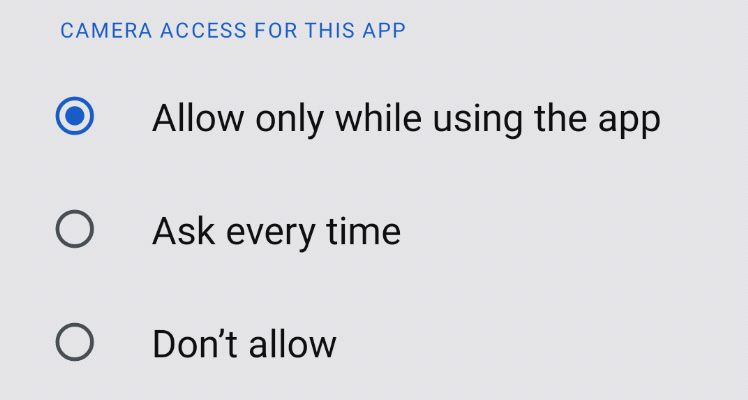 CAMERA ACCESS FOR THIS APP
Allow only while using the app
Ask every time
Don’t allow